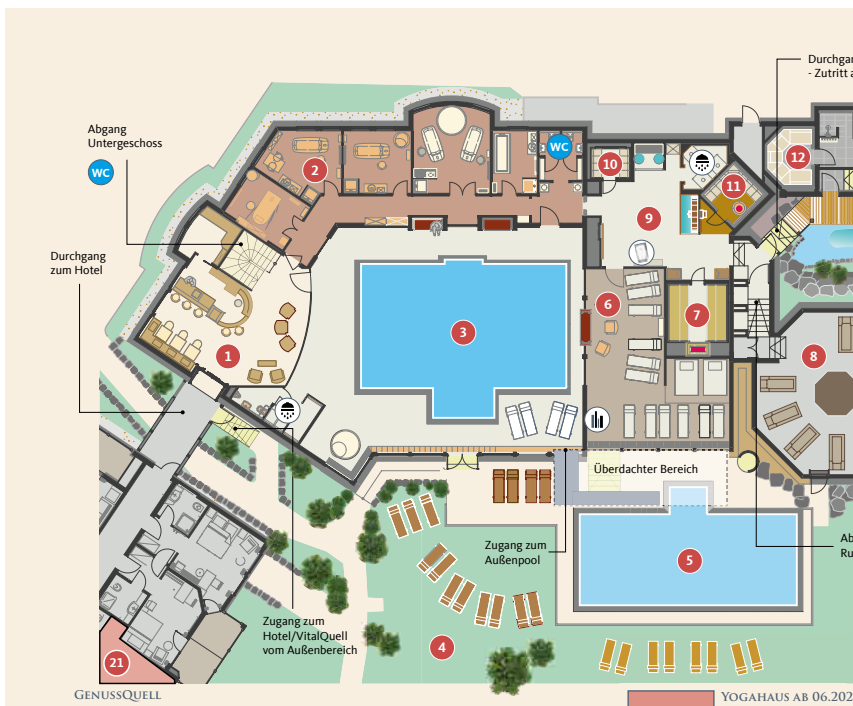 Durchgan
- Zutritt a
Abgang
Untergeschoss
WC
WC
2
10
11
12
9
Durchgang
zum Hotel
6
7
3
1
8
Überdachter Bereich
Zugang zum
Außenpool
5
Ab
Ru
Zugang zum
Hotel/VitalQuell
vom Außenbereich
4
21
GENUSSQUELL
YOGAHAUS AB 06.202